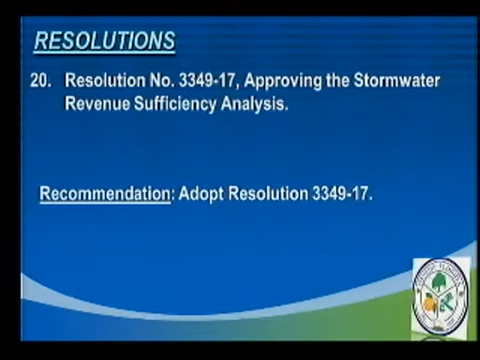 RESOLUTIONS
20. Resolution No. 3349-17, Approving the Stormwater
Revenue Sufficiency Analysis.
Recommendation: Adopt Resolution 3349-17.